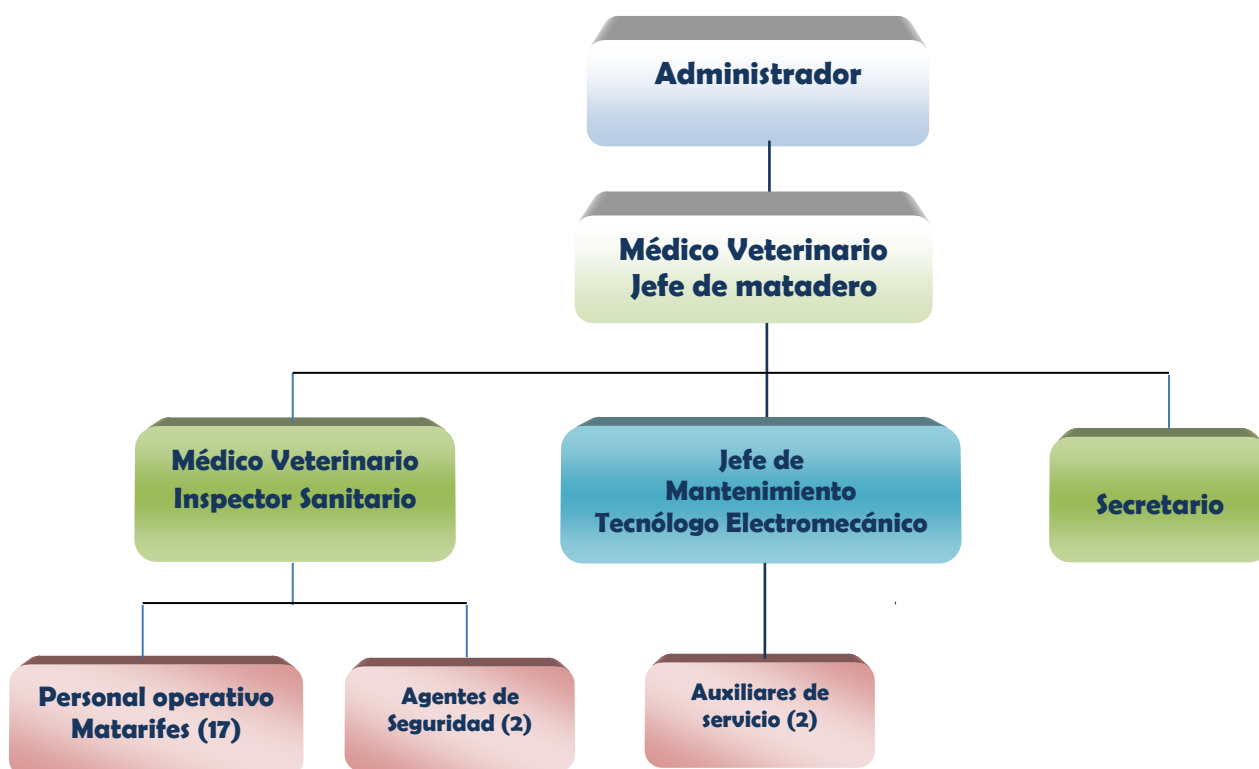 Administrador
Médico Veterinario
Jefe de matadero
Médico Veterinario
Inspector Sanitario
Jefe de
Mantenimiento
Tecnólogo Electromecánico
Secretario
Personal operativo
Matarifes (17)
Agentes de
Seguridad (2)
Auxiliares de
servicio (2)